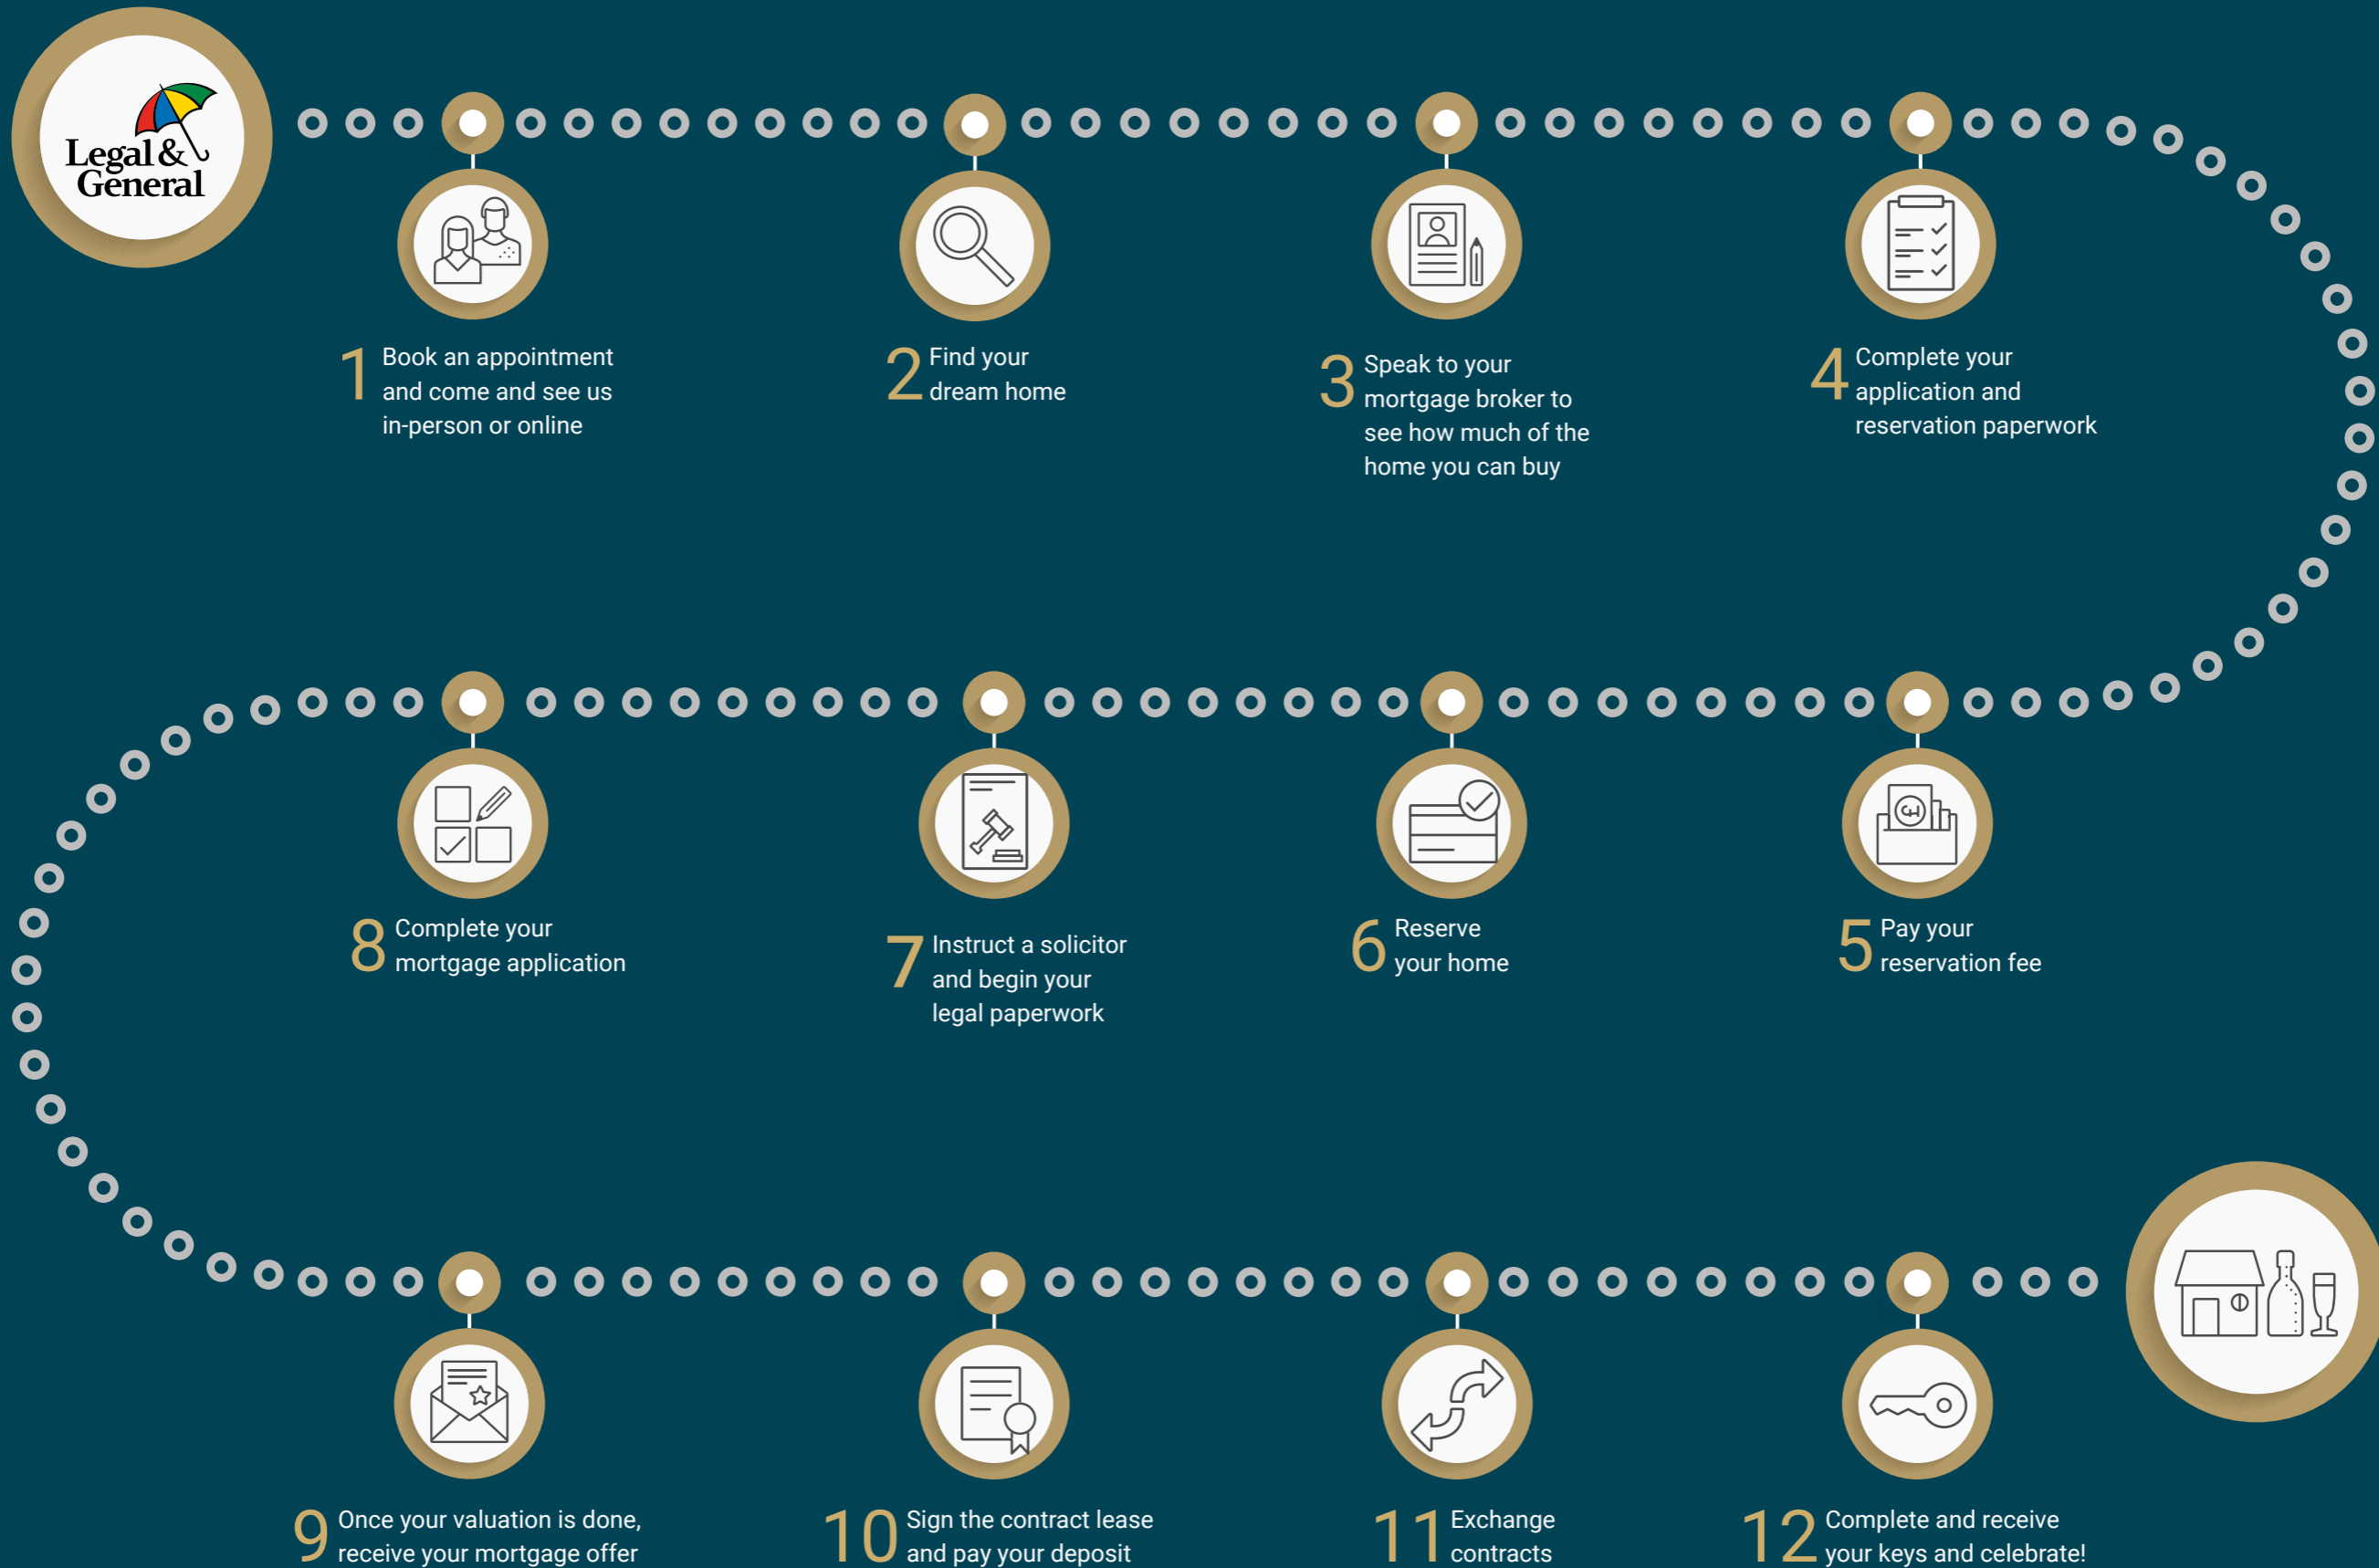 Legal &
General
1 Book an appointment
and come and see us
in-person or online
2 Find your
dream home
3 Speak to your
mortgage broker to
see how much of the
home you can buy
4 Complete your
application and
reservation paperwork
5 Pay your
reservation fee
6 Reserve
your home
7 Instruct a solicitor
and begin your
legal paperwork
8 Complete your
mortgage application
9 Once your valuation is done,
receive your mortgage offer
10 Sign the contract lease
and pay your deposit
11 Exchange
contracts
12 Complete and receive
your keys and celebrate!